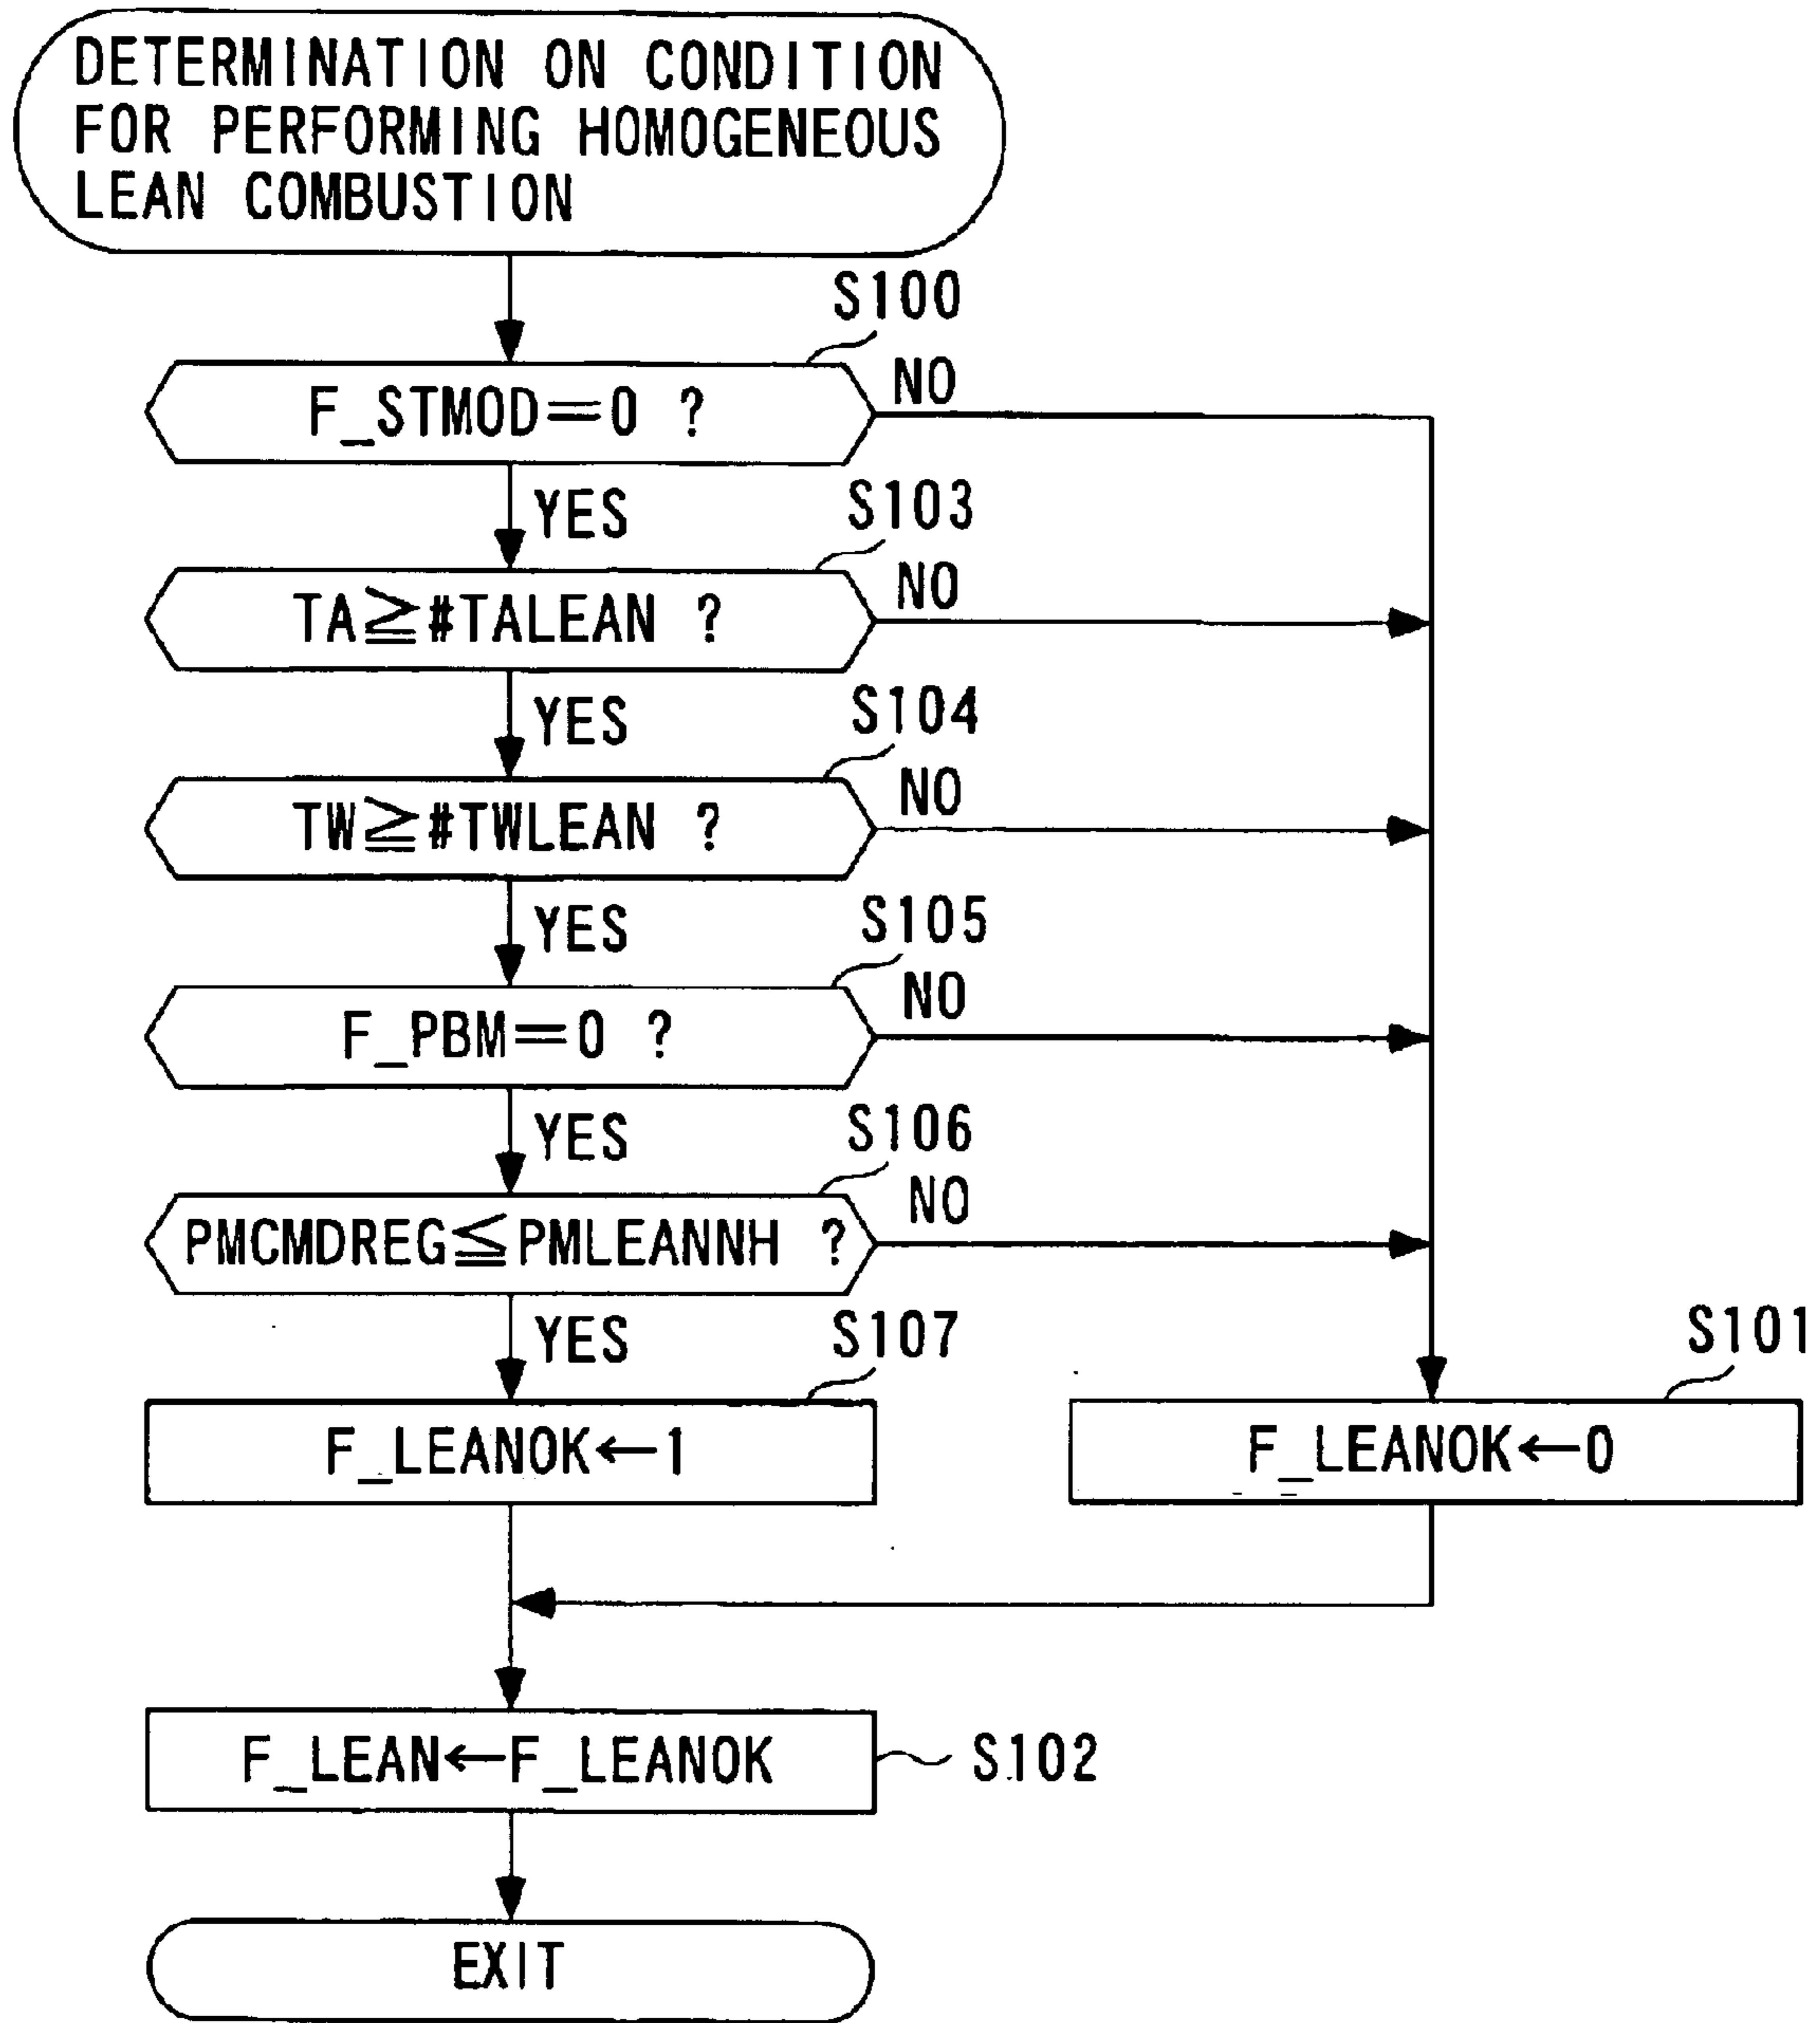 DETERMINATION ON CONDITION
FOR PERFORMING HOMOGENEOUS
LEAN COMBUSTION
S100
F_STMOD=0 ?
NO
YES
S103
TA≧#TALEAN ?
NO
YES
S104
TW≧#TWLEAN ?
NO
YES
S105
F_PBM=0 ?
NO
YES
S106
PMCMDREG≦PMLEANNH ?
NO
YES
S107
F_LEANOK←1
S101
F_LEANOK←0
F_LEAN←F_LEANOK
S102
EXIT